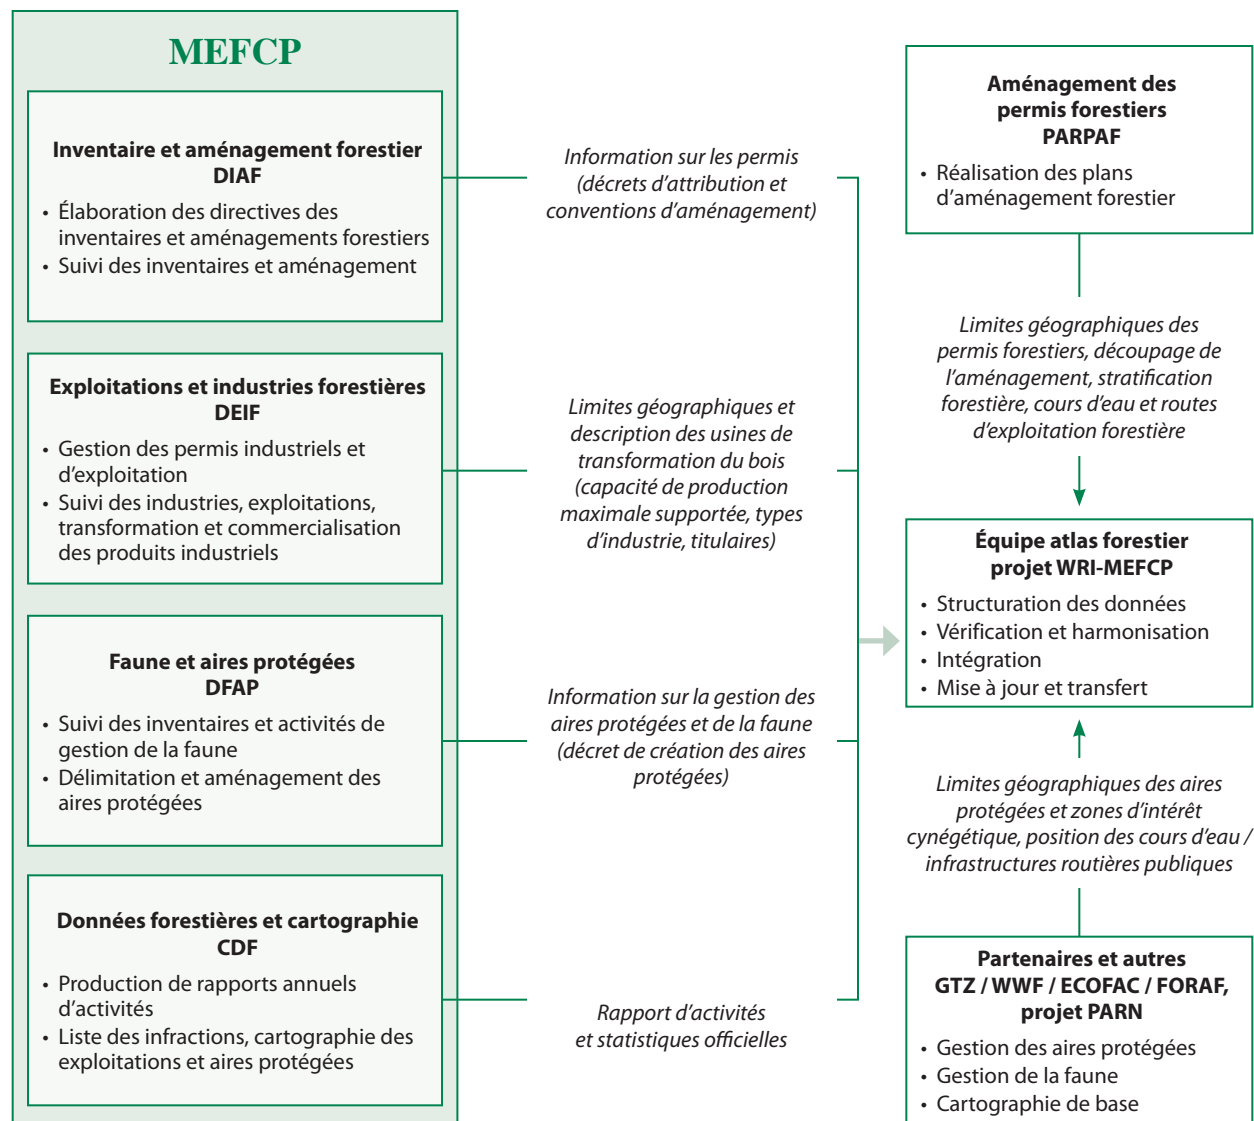 MEFCP
Inventaire et aménagement forestier
DIAF
• Élaboration des directives des
inventaires et aménagements forestiers
• Suivi des inventaires et aménagement
Information sur les permis
(décrets d’attribution et
conventions d’aménagement)
Exploitations et industries forestières
DEIF
• Gestion des permis industriels et
d’exploitation
• Suivi des industries, exploitations,
transformation et commercialisation
des produits industriels
Limites géographiques et
description des usines de
transformation du bois
(capacité de production
maximale supportée, types
d’industrie, titulaires)
Faune et aires protégées
DFAP
• Suivi des inventaires et activités de
gestion de la faune
• Délimitation et aménagement des
aires protégées
Information sur la gestion des
aires protégées et de la faune
(décret de création des aires
protégées)
Données forestières et cartographie
CDF
• Production de rapports annuels
d’activités
• Liste des infractions, cartographie des
exploitations et aires protégées
Rapport d’activités
et statistiques officielles
Aménagement des
permis forestiers
PARPAF
• Réalisation des plans
d’aménagement forestier
Limites géographiques des
permis forestiers, découpage de
l’aménagement, stratification
forestière, cours d’eau et routes
d’exploitation forestière
Équipe atlas forestier
projet WRI-MEFCP
• Structuration des données
• Vérification et harmonisation
• Intégration
• Mise à jour et transfert
Limites géographiques des aires
protégées et zones d’intérêt
cynégétique, position des cours d’eau /
infrastructures routières publiques
Partenaires et autres
GTZ / WWF / ECOFAC / FORAF,
projet PARN
• Gestion des aires protégées
• Gestion de la faune
• Cartographie de base